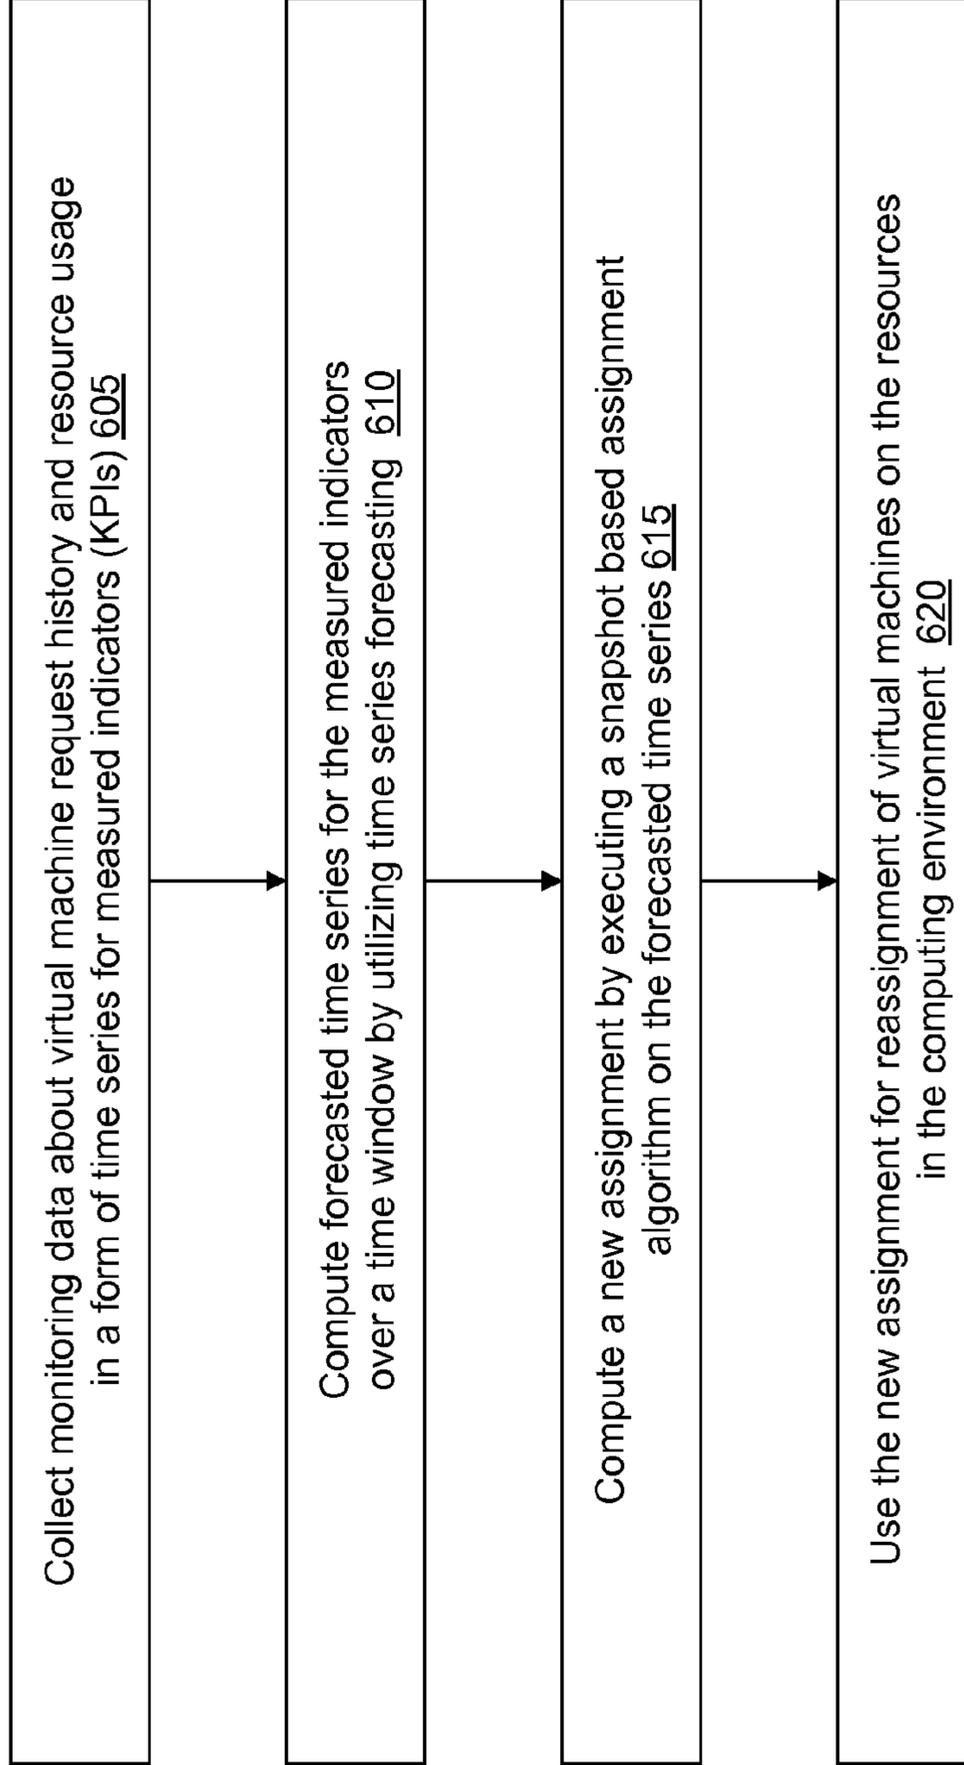 Collect monitoring data about virtual machine request history and resource usage
in a form of time series for measured indicators (KPIs) 605
Compute forecasted time series for the measured indicators
over a time window by utilizing time series forecasting 610
Compute a new assignment by executing a snapshot based assignment
algorithm on the forecasted time series 615
Use the new assignment for reassignment of virtual machines on the resources
in the computing environment 620